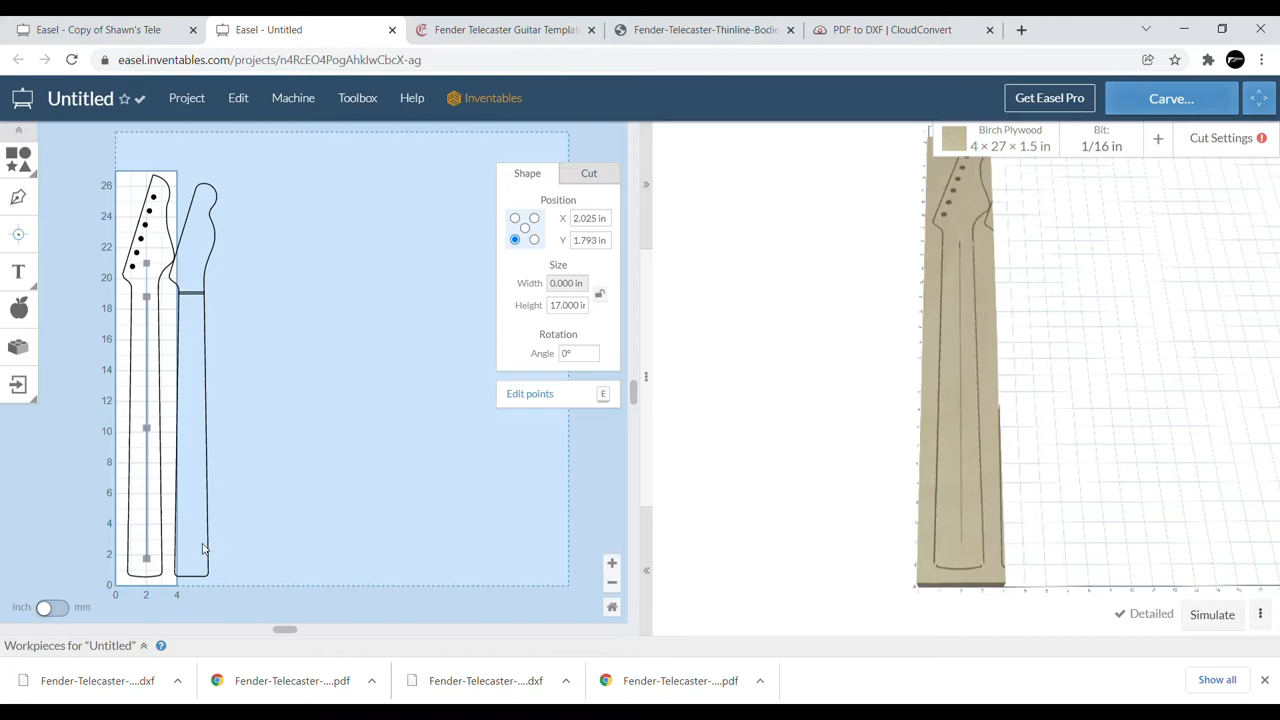 Easel - Copy of Shawn's Tele
Easel - Untitled
Fender Telecaster Guitar Templat
Fender-Telecaster-Thinline-Bodie
PDF to DXF | CloudConvert
easel.inventables.com/projects/n4RcEO4PogAhkIwCbcX-ag
Untitled
Project
Edit
Machine
Toolbox
Help
Inventables
Get Easel Pro
Carve...
Birch Plywood
4 × 27 × 1.5 in
Bit:
1/16 in
Cut Settings
Shape
Cut
Position
X 2.025 in
Y 1.793 in
Size
Width 0.000 in
Height 17.000 in
Rotation
Angle 0°
Edit points E
26
24
22
20
18
16
14
12
10
8
6
4
2
0
0 2 4
T
inch
mm
Detailed
Simulate
Workpieces for “Untitled”
Fender-Telecaster-....dxf
Fender-Telecaster-....pdf
Fender-Telecaster-....dxf
Fender-Telecaster-....pdf
Show all